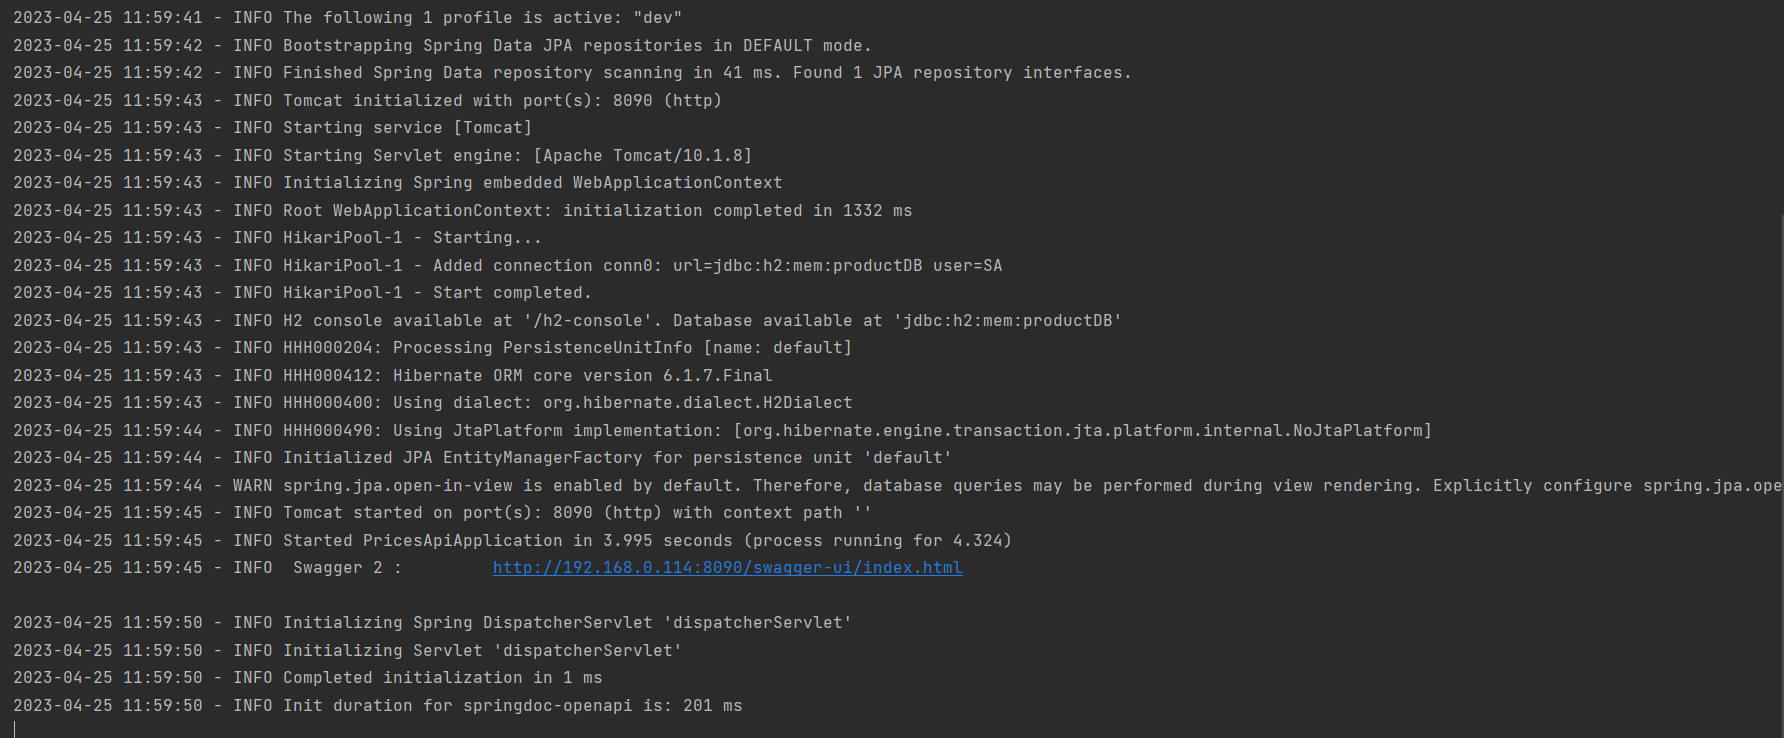 2023-04-25 11:59:41 - INFO The following 1 profile is active: "dev"
2023-04-25 11:59:42 - INFO Bootstrapping Spring Data JPA repositories in DEFAULT mode.
2023-04-25 11:59:42 - INFO Finished Spring Data repository scanning in 41 ms. Found 1 JPA repository interfaces.
2023-04-25 11:59:43 - INFO Tomcat initialized with port(s): 8090 (http)
2023-04-25 11:59:43 - INFO Starting service [Tomcat]
2023-04-25 11:59:43 - INFO Starting Servlet engine: [Apache Tomcat/10.1.8]
2023-04-25 11:59:43 - INFO Initializing Spring embedded WebApplicationContext
2023-04-25 11:59:43 - INFO Root WebApplicationContext: initialization completed in 1332 ms
2023-04-25 11:59:43 - INFO HikariPool-1 - Starting...
2023-04-25 11:59:43 - INFO HikariPool-1 - Added connection conn0: url=jdbc:h2:mem:productDB user=SA
2023-04-25 11:59:43 - INFO HikariPool-1 - Start completed.
2023-04-25 11:59:43 - INFO H2 console available at '/h2-console'. Database available at 'jdbc:h2:mem:productDB'
2023-04-25 11:59:43 - INFO HHH000204: Processing PersistenceUnitInfo [name: default]
2023-04-25 11:59:43 - INFO HHH000412: Hibernate ORM core version 6.1.7.Final
2023-04-25 11:59:43 - INFO HHH000400: Using dialect: org.hibernate.dialect.H2Dialect
2023-04-25 11:59:44 - INFO HHH000490: Using JtaPlatform implementation: [org.hibernate.engine.transaction.jta.platform.internal.NoJtaPlatform]
2023-04-25 11:59:44 - INFO Initialized JPA EntityManagerFactory for persistence unit 'default'
2023-04-25 11:59:44 - WARN spring.jpa.open-in-view is enabled by default. Therefore, database queries may be performed during view rendering. Explicitly configure spring.jpa.ope
2023-04-25 11:59:45 - INFO Tomcat started on port(s): 8090 (http) with context path ''
2023-04-25 11:59:45 - INFO Started PricesApiApplication in 3.995 seconds (process running for 4.324)
2023-04-25 11:59:45 - INFO  Swagger 2 :         http://192.168.0.114:8090/swagger-ui/index.html
2023-04-25 11:59:50 - INFO Initializing Spring DispatcherServlet 'dispatcherServlet'
2023-04-25 11:59:50 - INFO Initializing Servlet 'dispatcherServlet'
2023-04-25 11:59:50 - INFO Completed initialization in 1 ms
2023-04-25 11:59:50 - INFO Init duration for springdoc-openapi is: 201 ms